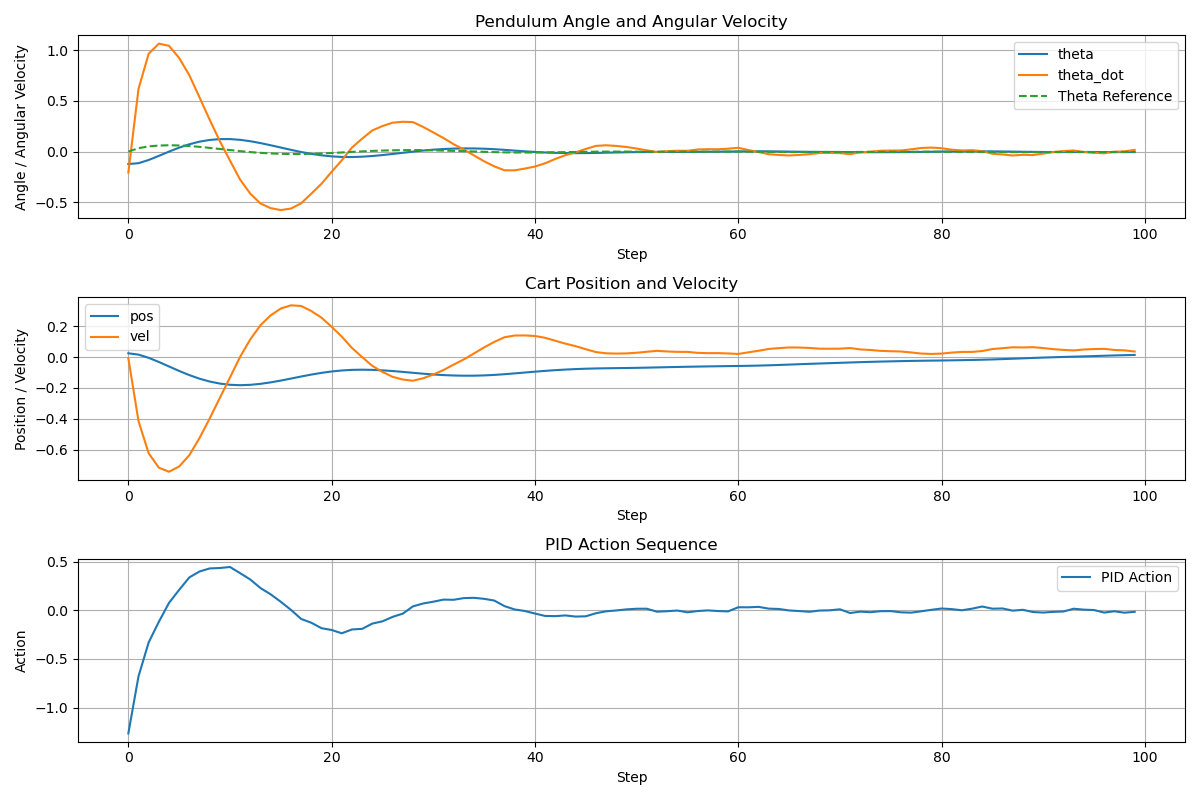 Pendulum Angle and Angular Velocity
Angle / Angular Velocity
1.0
0.5
0.0
−0.5
theta
theta_dot
Theta Reference
0 20 40 60 80 100
Step
Cart Position and Velocity
Position / Velocity
0.2
0.0
−0.2
−0.4
−0.6
pos
vel
0 20 40 60 80 100
Step
PID Action Sequence
Action
0.5
0.0
−0.5
−1.0
PID Action
0 20 40 60 80 100
Step